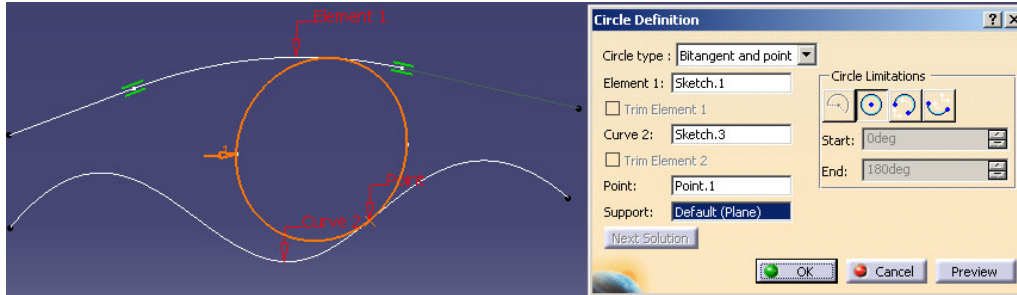 Element 1
1
Point
Curve 2
Circle Definition
Circle type : Bitangent and point
Element 1: Sketch.1
Trim Element 1
Curve 2: Sketch.3
Trim Element 2
Point: Point.1
Support: Default (Plane)
Next Solution
Circle Limitations
Start: 0deg
End: 180deg
OK Cancel Preview